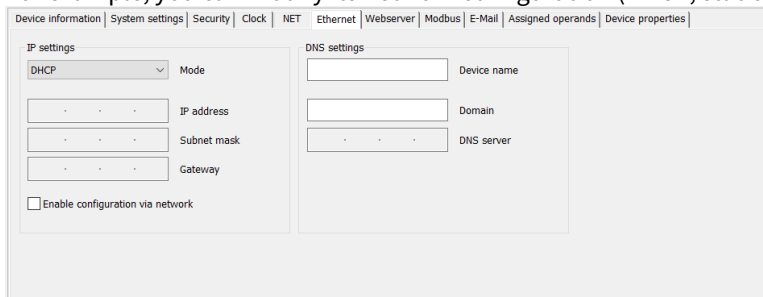 Device information System settings Security Clock NET Ethernet Webserver Modbus E-Mail Assigned operands Device properties
IP settings
DHCP Mode
IP address
Subnet mask
Gateway
Enable configuration via network
DNS settings
Device name
Domain
DNS server